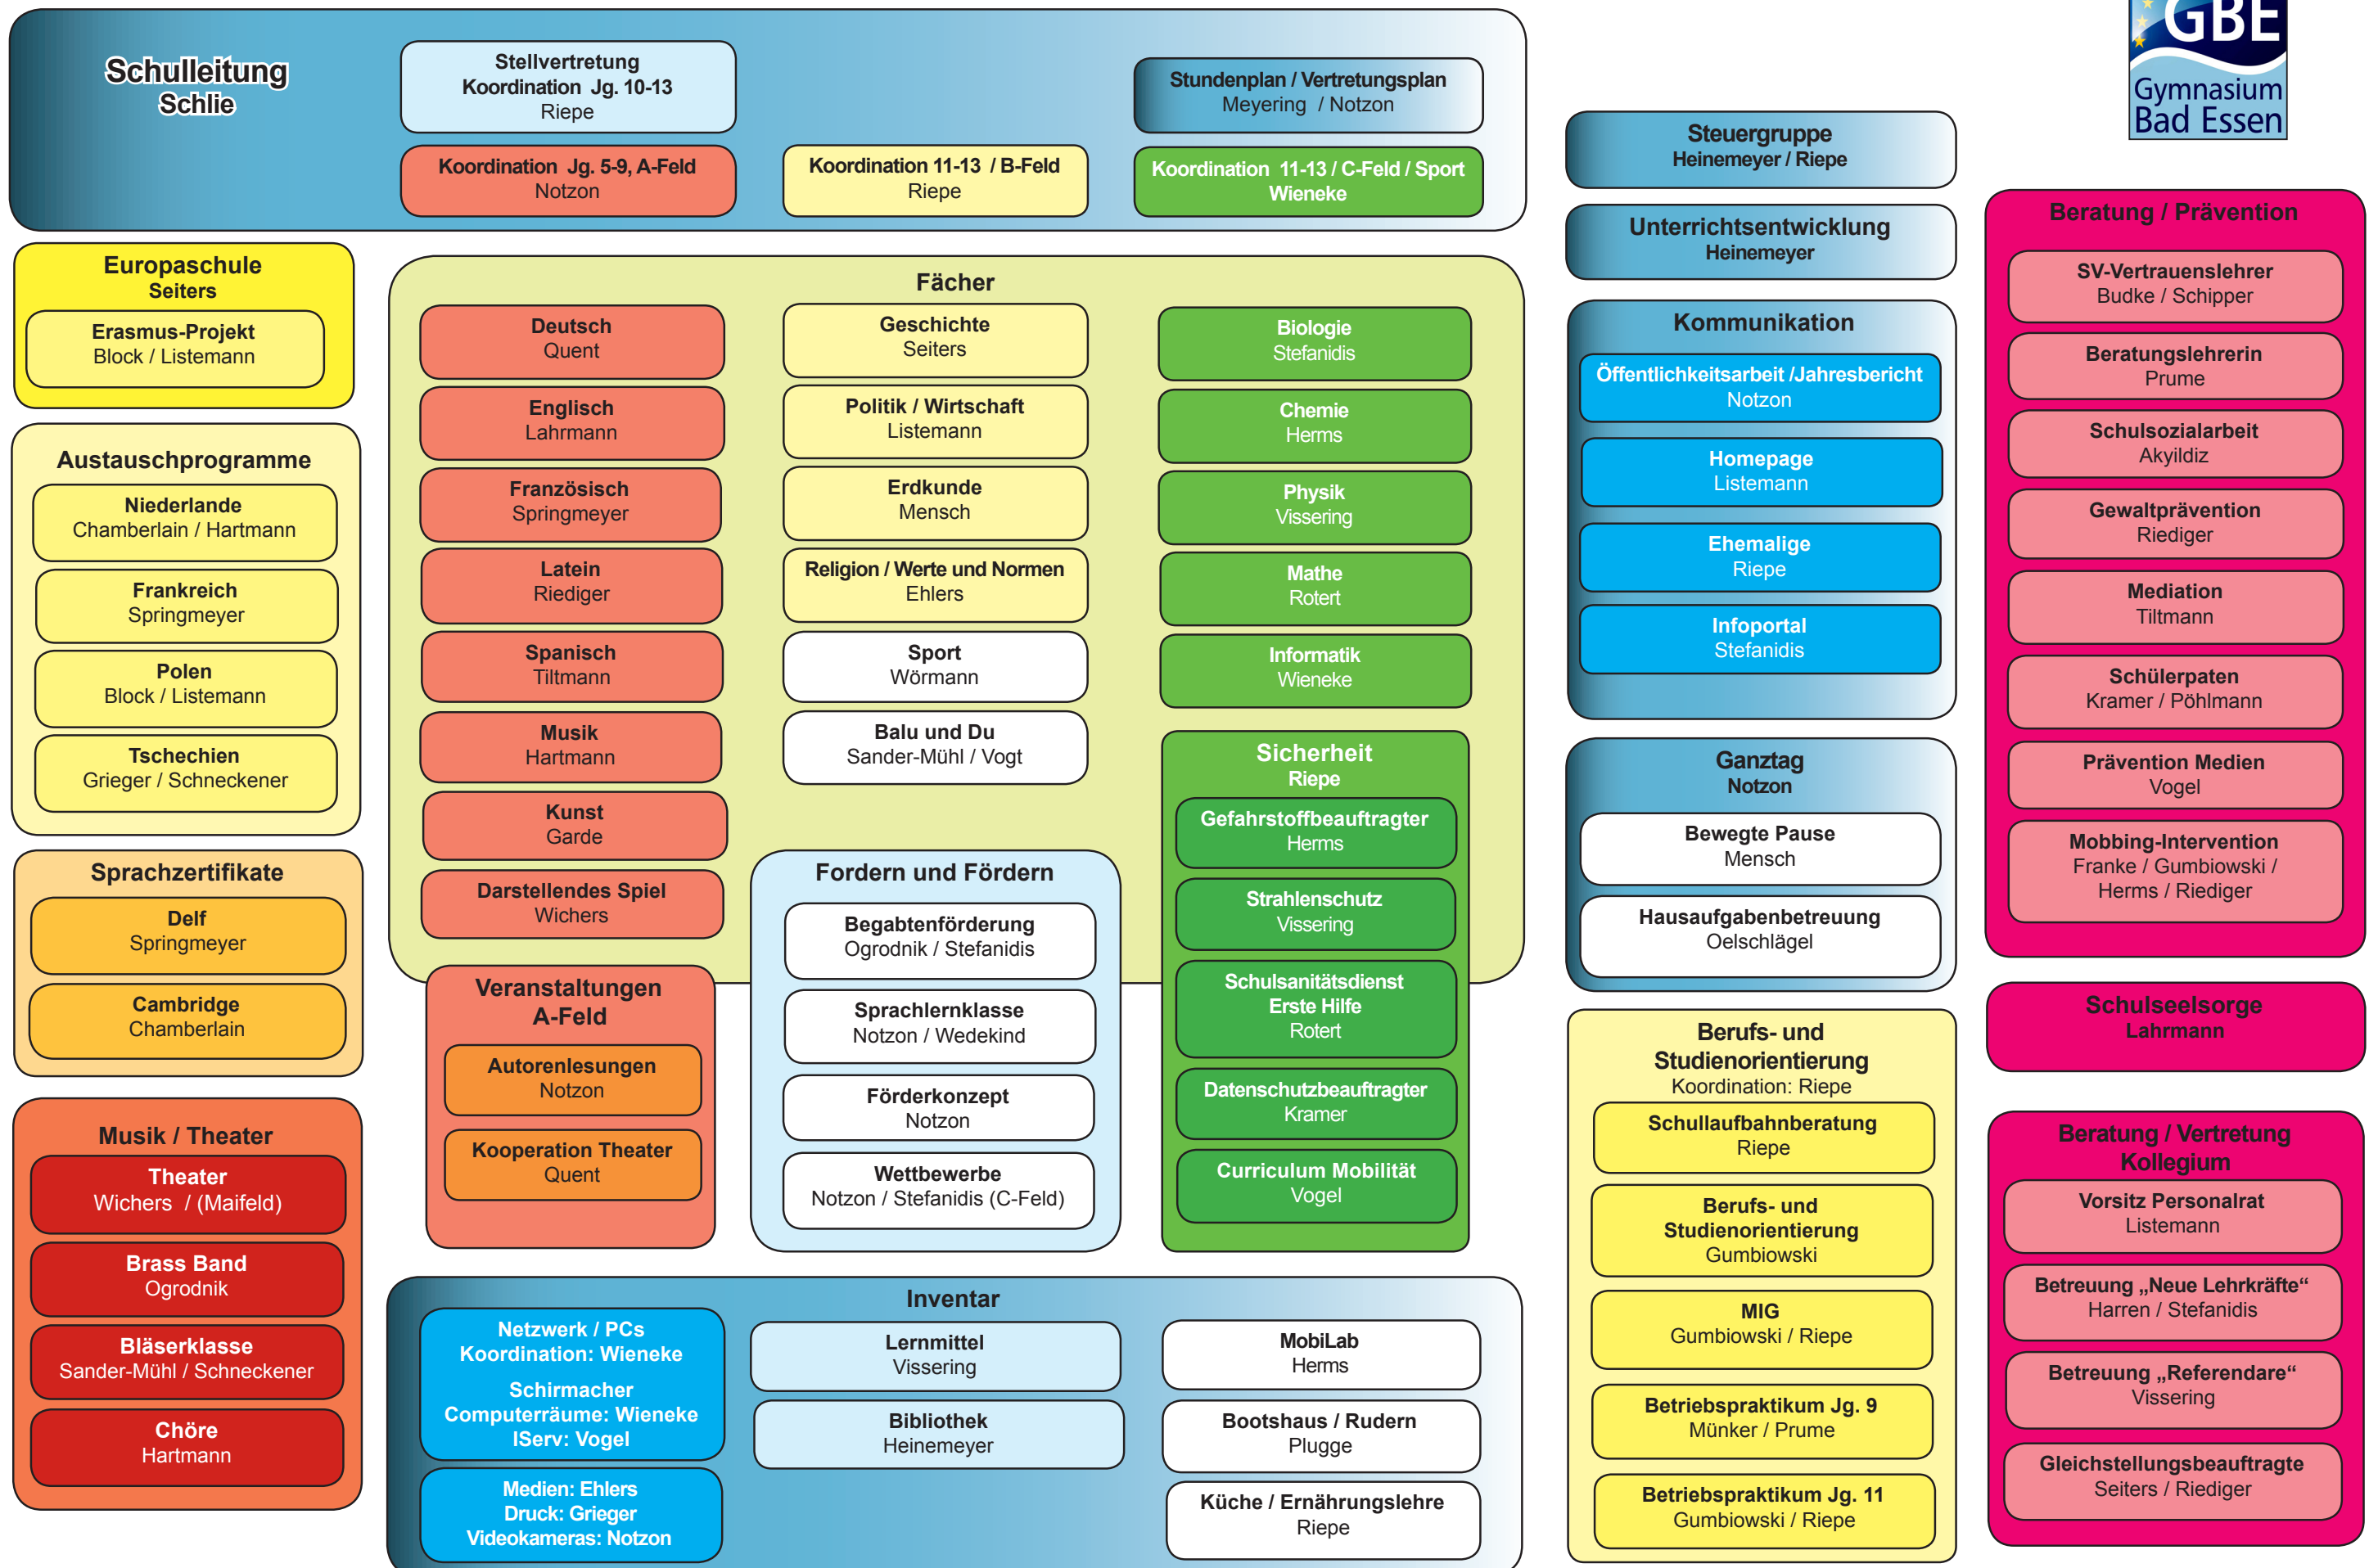 Schulleitung
Schlie
Stellvertretung
Koordination Jg. 10-13
Riepe
Stundenplan / Vertretungsplan
Meyering / Notzon
Koordination Jg. 5-9, A-Feld
Notzon
Koordination 11-13 / B-Feld
Riepe
Koordination 11-13 / C-Feld / Sport
Wieneke
GBE
Gymnasium
Bad Essen
Europaschule
Seiters
Erasmus-Projekt
Block / Listemann
Austauschprogramme
Niederlande
Chamberlain / Hartmann
Frankreich
Springmeyer
Polen
Block / Listemann
Tschechien
Grieger / Schneckener
Sprachzertifikate
Delf
Springmeyer
Cambridge
Chamberlain
Musik / Theater
Theater
Wichers / (Maifeld)
Brass Band
Ogrodnik
Bläserklasse
Sander-Mühl / Schneckener
Chöre
Hartmann
Fächer
Deutsch
Quent
Englisch
Lahrmann
Französisch
Springmeyer
Latein
Riediger
Spanisch
Tiltmann
Musik
Hartmann
Kunst
Garde
Darstellendes Spiel
Wichers
Geschichte
Seiters
Politik / Wirtschaft
Listemann
Erdkunde
Mensch
Religion / Werte und Normen
Ehlers
Sport
Wörmann
Balu und Du
Sander-Mühl / Vogt
Biologie
Stefanidis
Chemie
Herms
Physik
Vissering
Mathe
Rotert
Informatik
Wieneke
Veranstaltungen
A-Feld
Autorenlesungen
Notzon
Kooperation Theater
Quent
Fordern und Fördern
Begabtenförderung
Ogrodnik / Stefanidis
Sprachlernklasse
Notzon / Wedekind
Förderkonzept
Notzon
Wettbewerbe
Notzon / Stefanidis (C-Feld)
Sicherheit
Riepe
Gefahrstoffbeauftragter
Herms
Strahlenschutz
Vissering
Schulsanitätsdienst
Erste Hilfe
Rotert
Datenschutzbeauftragter
Kramer
Curriculum Mobilität
Vogel
Inventar
Netzwerk / PCs
Koordination: Wieneke
Schirmacher
Computerräume: Wieneke
IServ: Vogel
Medien: Ehlers
Druck: Grieger
Videokameras: Notzon
Lernmittel
Vissering
Bibliothek
Heinemeyer
MobiLab
Herms
Bootshaus / Rudern
Plugge
Küche / Ernährungslehre
Riepe
Steuergruppe
Heinemeyer / Riepe
Unterrichtsentwicklung
Heinemeyer
Kommunikation
Öffentlichkeitsarbeit /Jahresbericht
Notzon
Homepage
Listemann
Ehemalige
Riepe
Infoportal
Stefanidis
Ganztag
Notzon
Bewegte Pause
Mensch
Hausaufgabenbetreuung
Oelschlägel
Berufs- und
Studienorientierung
Koordination: Riepe
Schullaufbahnberatung
Riepe
Berufs- und
Studienorientierung
Gumbiowski
MIG
Gumbiowski / Riepe
Betriebspraktikum Jg. 9
Münker / Prume
Betriebspraktikum Jg. 11
Gumbiowski / Riepe
Beratung / Prävention
SV-Vertrauenslehrer
Budke / Schipper
Beratungslehrerin
Prume
Schulsozialarbeit
Akyildiz
Gewaltprävention
Riediger
Mediation
Tiltmann
Schülerpaten
Kramer / Pöhlmann
Prävention Medien
Vogel
Mobbing-Intervention
Franke / Gumbiowski /
Herms / Riediger
Schulseelsorge
Lahrmann
Beratung / Vertretung
Kollegium
Vorsitz Personalrat
Listemann
Betreuung „Neue Lehrkräfte“
Harren / Stefanidis
Betreuung „Referendare“
Vissering
Gleichstellungsbeauftragte
Seiters / Riediger